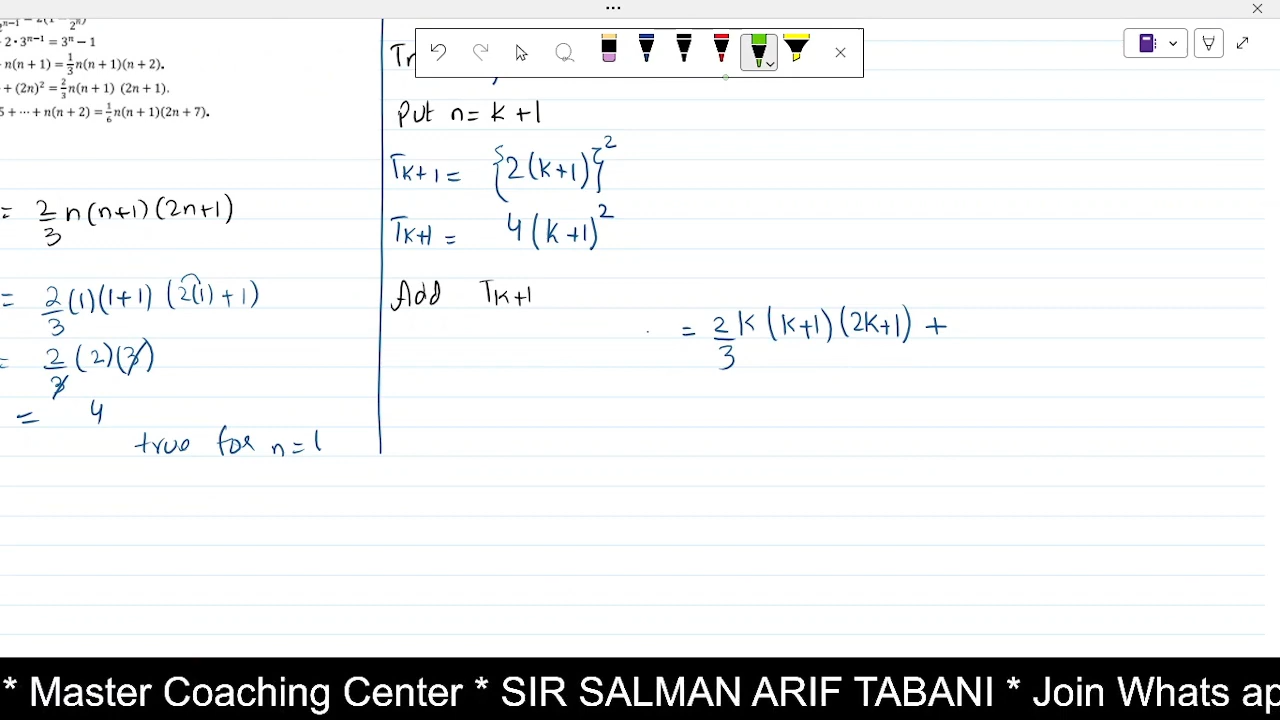 2 · 3ⁿ⁻¹ = 3ⁿ − 1
n(n + 1) = 1/3 n(n + 1)(n + 2).
+ (2n)² = 2/3 n(n + 1) (2n + 1).
5 + ⋯ + n(n + 2) = 1/6 n(n + 1)(2n + 7).
= 2/3 n(n+1)(2n+1)
= 2/3 (1)(1+1) (2(1)+1)
= 2/3 (2)(3)
= 4
true for n=1
Put n= K+1
TK+1 = {2(K+1)}²
TK+1 = 4(K+1)²
Add TK+1
= 2/3 K(K+1)(2K+1) +
* Master Coaching Center * SIR SALMAN ARIF TABANI * Join Whats ap